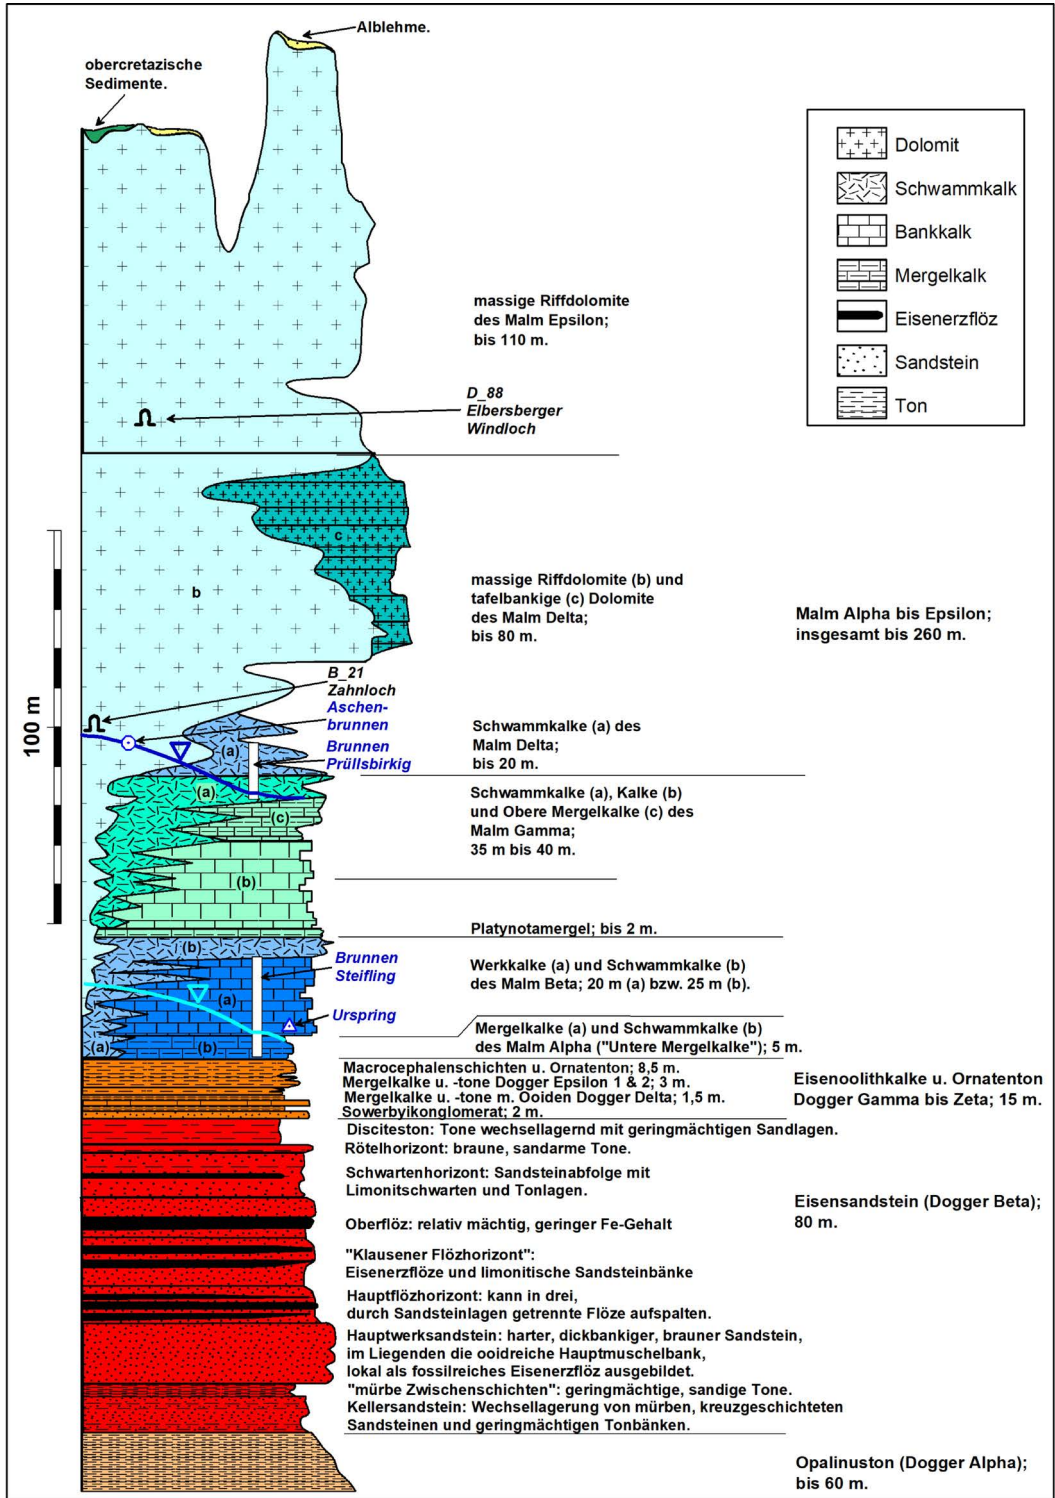 Alblehme.
obercretazische
Sedimente.
Dolomit
Schwammkalk
Bankkalk
Mergelkalk
Eisenerzflöz
Sandstein
Ton
massige Riffdolomite
des Malm Epsilon;
bis 110 m.
D_88
Elbersberger
Windloch
c
b
massige Riffdolomite (b) und
tafelbankige (c) Dolomite
des Malm Delta;
bis 80 m.
Malm Alpha bis Epsilon;
insgesamt bis 260 m.
100 m
B_21
Zahnloch
Aschen-
brunnen
Brunnen
Prüllsbirkig
(a)
Schwammkalke (a) des
Malm Delta;
bis 20 m.
(a)
(c)
(b)
Schwammkalke (a), Kalke (b)
und Obere Mergelkalke (c) des
Malm Gamma;
35 m bis 40 m.
Platynotamergel; bis 2 m.
(b)
Brunnen
Steifling
(a)
Werkkalke (a) und Schwammkalke (b)
des Malm Beta; 20 m (a) bzw. 25 m (b).
Urspring
(a)
(b)
Mergelkalke (a) und Schwammkalke (b)
des Malm Alpha ("Untere Mergelkalke"); 5 m.
Macrocephalenschichten u. Ornatenton; 8,5 m.
Mergelkalke u. -tone Dogger Epsilon 1 & 2; 3 m.
Mergelkalke u. -tone m. Ooiden Dogger Delta; 1,5 m.
Sowerbyikonglomerat; 2 m.
Eisenoolithkalke u. Ornatenton
Dogger Gamma bis Zeta; 15 m.
Disciteston: Tone wechsellagernd mit geringmächtigen Sandlagen.
Rötelhorizont: braune, sandarme Tone.
Schwartenhorizont: Sandsteinabfolge mit
Limonitschwarten und Tonlagen.
Eisensandstein (Dogger Beta);
80 m.
Oberflöz: relativ mächtig, geringer Fe-Gehalt
"Klausener Flözhorizont":
Eisenerzflöze und limonitische Sandsteinbänke
Hauptflözhorizont: kann in drei,
durch Sandsteinlagen getrennte Flöze aufspalten.
Hauptwerksandstein: harter, dickbankiger, brauner Sandstein,
im Liegenden die ooidreiche Hauptmuschelbank,
lokal als fossilreiches Eisenerzflöz ausgebildet.
"mürbe Zwischenschichten": geringmächtige, sandige Tone.
Kellersandstein: Wechsellagerung von mürben, kreuzgeschichteten
Sandsteinen und geringmächtigen Tonbänken.
Opalinuston (Dogger Alpha);
bis 60 m.